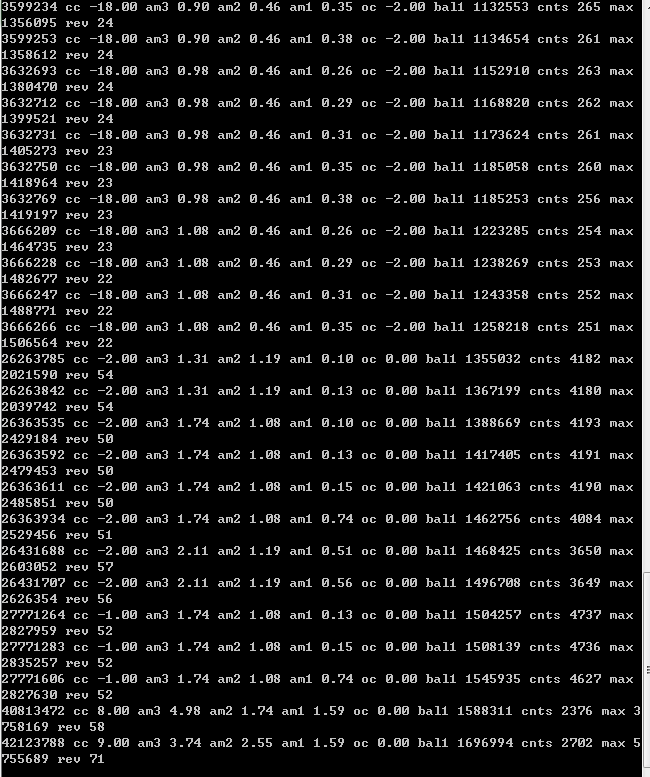 3599234 cc -18.00 am3 0.90 am2 0.46 am1 0.35 oc -2.00 bal1 1132553 cnts 265 max
1356095 rev 24
3599253 cc -18.00 am3 0.90 am2 0.46 am1 0.38 oc -2.00 bal1 1134654 cnts 261 max
1358612 rev 24
3632693 cc -18.00 am3 0.98 am2 0.46 am1 0.26 oc -2.00 bal1 1152910 cnts 263 max
1380470 rev 24
3632712 cc -18.00 am3 0.98 am2 0.46 am1 0.29 oc -2.00 bal1 1168820 cnts 262 max
1399521 rev 24
3632731 cc -18.00 am3 0.98 am2 0.46 am1 0.31 oc -2.00 bal1 1173624 cnts 261 max
1405273 rev 23
3632750 cc -18.00 am3 0.98 am2 0.46 am1 0.35 oc -2.00 bal1 1185058 cnts 260 max
1418964 rev 23
3632769 cc -18.00 am3 0.98 am2 0.46 am1 0.38 oc -2.00 bal1 1185253 cnts 256 max
1419197 rev 23
3666209 cc -18.00 am3 1.08 am2 0.46 am1 0.26 oc -2.00 bal1 1223285 cnts 254 max
1464735 rev 23
3666228 cc -18.00 am3 1.08 am2 0.46 am1 0.29 oc -2.00 bal1 1238269 cnts 253 max
1482677 rev 22
3666247 cc -18.00 am3 1.08 am2 0.46 am1 0.31 oc -2.00 bal1 1243358 cnts 252 max
1488771 rev 22
3666266 cc -18.00 am3 1.08 am2 0.46 am1 0.35 oc -2.00 bal1 1258218 cnts 251 max
1506564 rev 22
26263785 cc -2.00 am3 1.31 am2 1.19 am1 0.10 oc 0.00 bal1 1355032 cnts 4182 max
2021590 rev 54
26263842 cc -2.00 am3 1.31 am2 1.19 am1 0.13 oc 0.00 bal1 1367199 cnts 4180 max
2039742 rev 54
26363535 cc -2.00 am3 1.74 am2 1.08 am1 0.10 oc 0.00 bal1 1388669 cnts 4193 max
2429184 rev 50
26363592 cc -2.00 am3 1.74 am2 1.08 am1 0.13 oc 0.00 bal1 1417405 cnts 4191 max
2479453 rev 50
26363611 cc -2.00 am3 1.74 am2 1.08 am1 0.15 oc 0.00 bal1 1421063 cnts 4190 max
2485851 rev 50
26363934 cc -2.00 am3 1.74 am2 1.08 am1 0.74 oc 0.00 bal1 1462756 cnts 4084 max
2529456 rev 51
26431688 cc -2.00 am3 2.11 am2 1.19 am1 0.51 oc 0.00 bal1 1468425 cnts 3650 max
2603052 rev 57
26431707 cc -2.00 am3 2.11 am2 1.19 am1 0.56 oc 0.00 bal1 1496708 cnts 3649 max
2626354 rev 56
27771264 cc -1.00 am3 1.74 am2 1.08 am1 0.13 oc 0.00 bal1 1504257 cnts 4737 max
2827959 rev 52
27771283 cc -1.00 am3 1.74 am2 1.08 am1 0.15 oc 0.00 bal1 1508139 cnts 4736 max
2835257 rev 52
27771606 cc -1.00 am3 1.74 am2 1.08 am1 0.74 oc 0.00 bal1 1545935 cnts 4627 max
2827630 rev 52
40813472 cc 8.00 am3 4.98 am2 1.74 am1 1.59 oc 0.00 bal1 1588311 cnts 2376 max 3
758169 rev 58
42123788 cc 9.00 am3 3.74 am2 2.55 am1 1.59 oc 0.00 bal1 1696994 cnts 2702 max 5
755689 rev 71